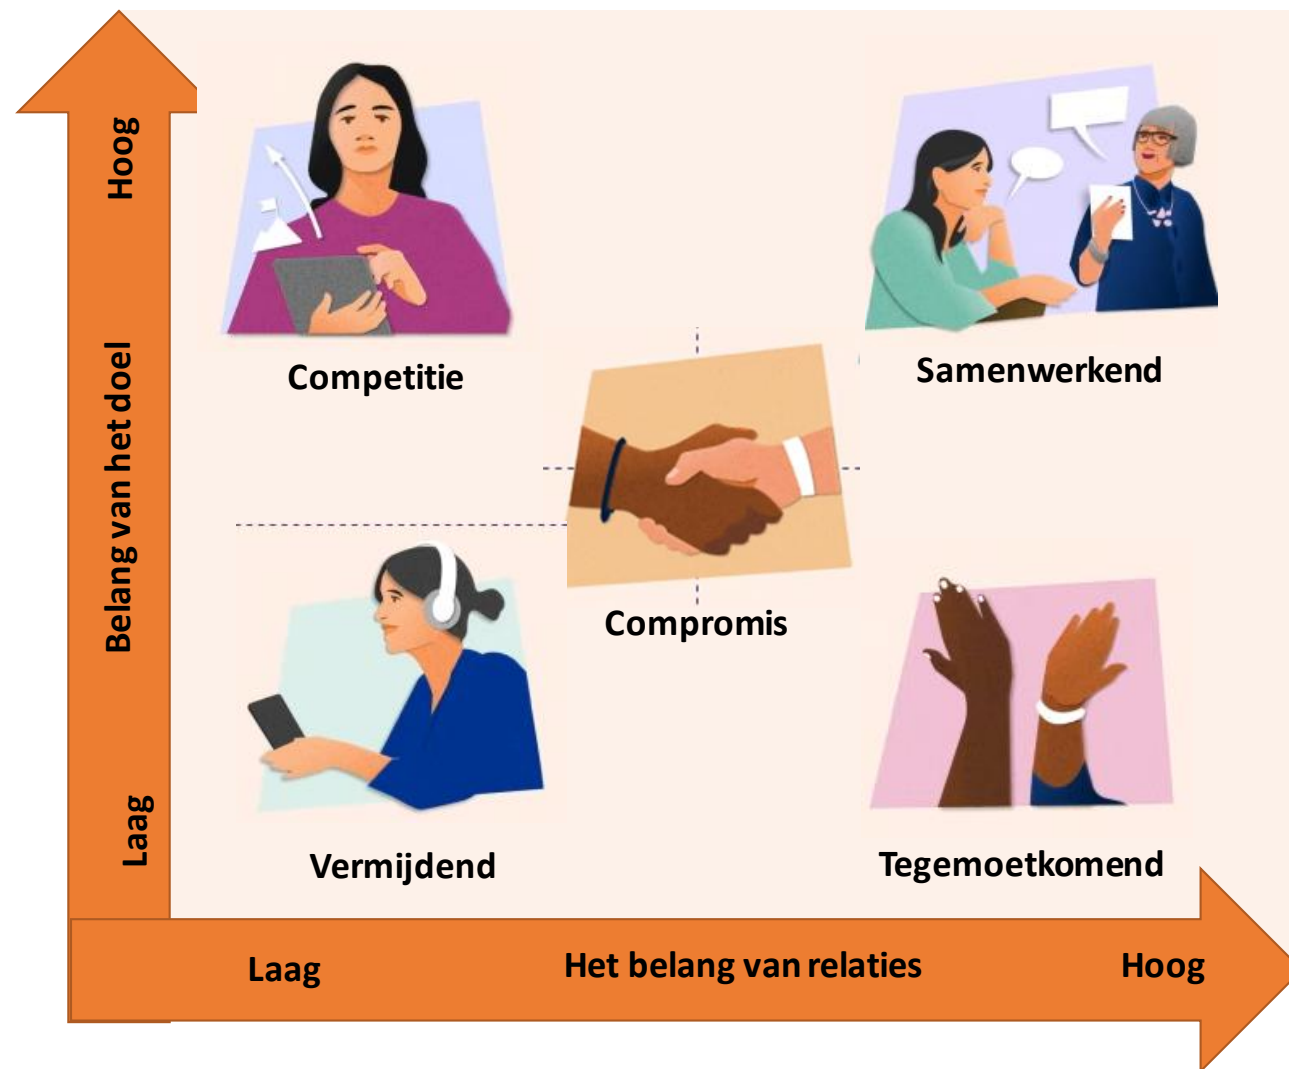 Hoog
Belang van het doel
Laag
Competitie
Samenwerkend
Compromis
Vermijdend
Tegemoetkomend
Laag
Het belang van relaties
Hoog